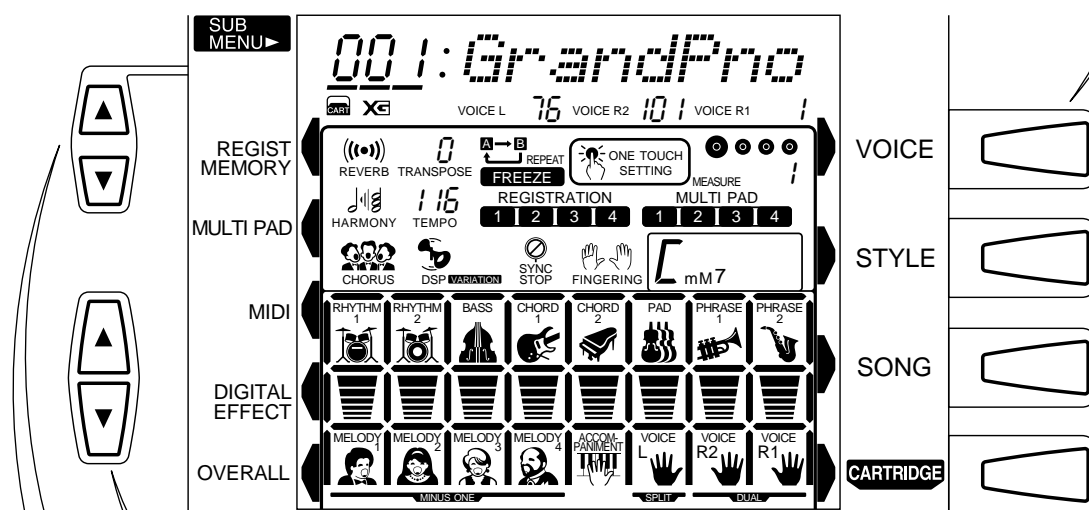 SUB
MENU►
001:GrandPno
CART XG VOICE L 76 VOICE R2 101 VOICE R1 1
REGIST
MEMORY
MULTI PAD
MIDI
DIGITAL
EFFECT
OVERALL
REVERB
0
TRANSPOSE
A→B
REPEAT
FREEZE
ONE TOUCH
SETTING
MEASURE 1
HARMONY
116
TEMPO
REGISTRATION
1 2 3 4
MULTI PAD
1 2 3 4
CHORUS
DSP VARIATION
SYNC
STOP
FINGERING
C mM7
RHYTHM
1
RHYTHM
2
BASS
CHORD
1
CHORD
2
PAD
PHRASE
1
PHRASE
2
MELODY
1
MELODY
2
MELODY
3
MELODY
4
ACCOM-
PANIMENT
VOICE
L
VOICE
R2
VOICE
R1
MINUS ONE
SPLIT
DUAL
VOICE
STYLE
SONG
CARTRIDGE